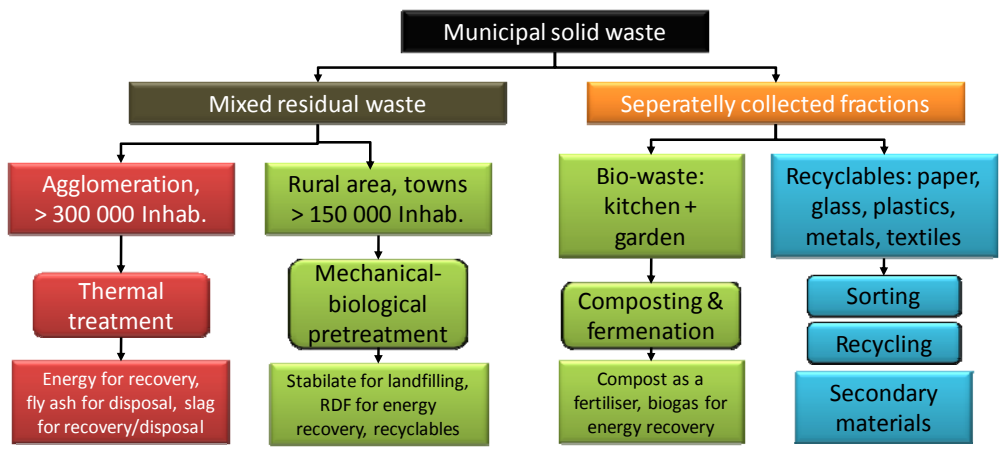 Municipal solid waste
Mixed residual waste
Seperatelly collected fractions
Agglomeration,
> 300 000 Inhab.
Rural area, towns
> 150 000 Inhab.
Bio-waste:
kitchen +
garden
Recyclables: paper,
glass, plastics,
metals, textiles
Thermal
treatment
Mechanical-
biological
pretreatment
Composting &
fermenation
Sorting
Recycling
Energy for recovery,
fly ash for disposal, slag
for recovery/disposal
Stabilate for landfilling,
RDF for energy
recovery, recyclables
Compost as a
fertiliser, biogas for
energy recovery
Secondary
materials